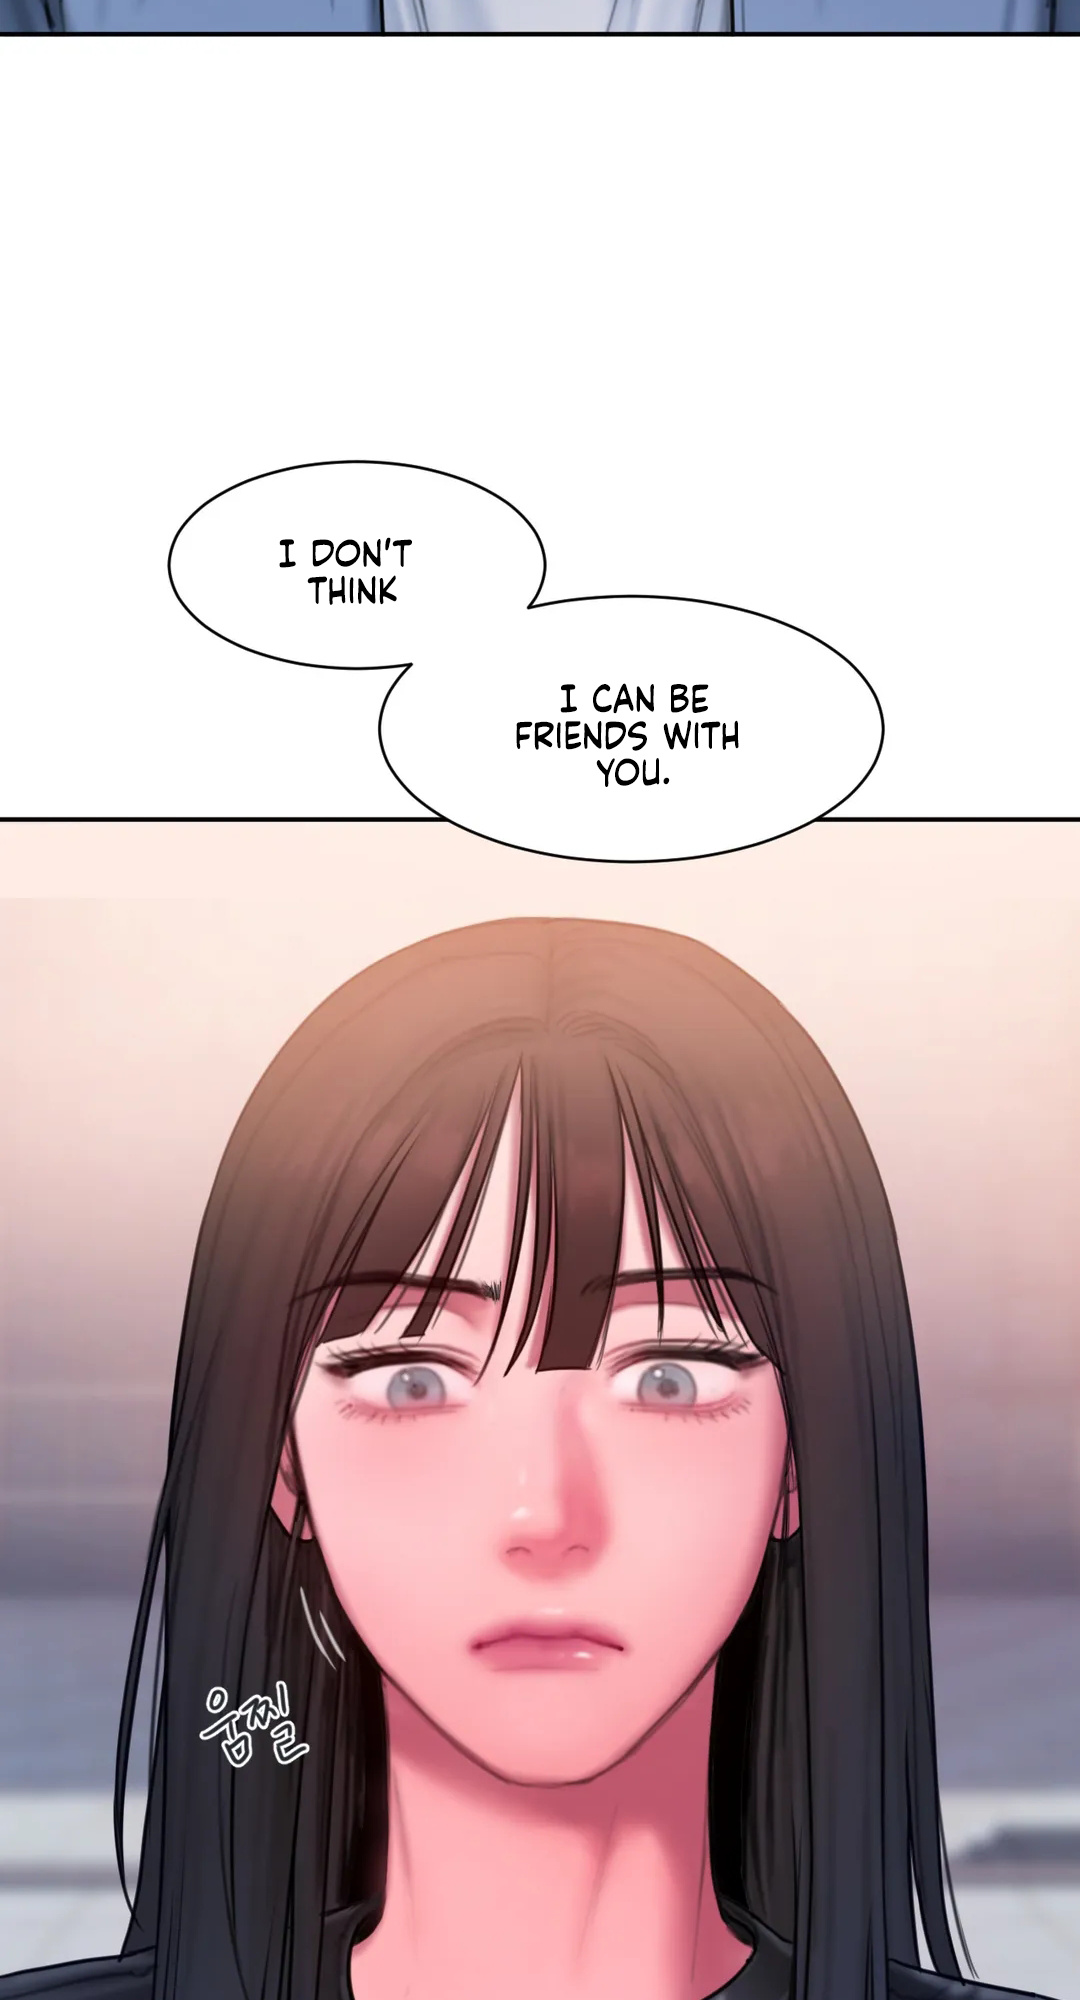 I DON'T
THINK
I CAN BE
FRIENDS WITH
YOU.
움찔